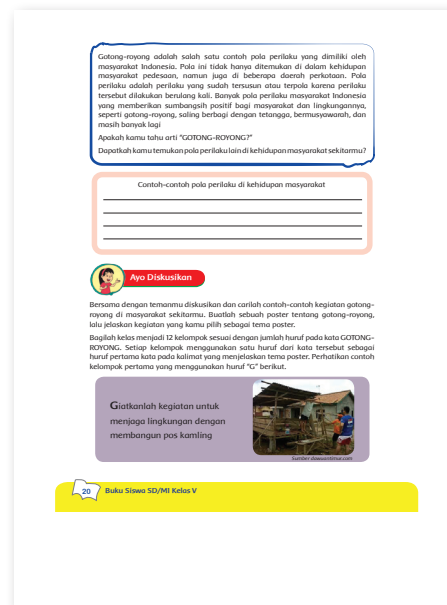 Gotong-royong adalah salah satu contoh pola perilaku yang dimiliki oleh
masyarakat Indonesia. Pola ini tidak hanya ditemukan di dalam kehidupan
masyarakat pedesaan, namun juga di beberapa daerah perkotaan. Pola
perilaku adalah perilaku yang sudah tersusun atau terpola karena perilaku
tersebut dilakukan berulang kali. Banyak pola perilaku masyarakat Indonesia
yang memberikan sumbangsih positif bagi masyarakat dan lingkungannya,
seperti gotong-royong, saling berbagi dengan tetangga, bermusyawarah, dan
masih banyak lagi
Apakah kamu tahu arti “GOTONG-ROYONG?”
Dapatkah kamu temukan pola perilaku lain di kehidupan masyarakat sekitarmu?
Contoh-contoh pola perilaku di kehidupan masyarakat
Ayo Diskusikan
Bersama dengan temanmu diskusikan dan carilah contoh-contoh kegiatan gotong-
royong di masyarakat sekitarmu. Buatlah sebuah poster tentang gotong-royong,
lalu jelaskan kegiatan yang kamu pilih sebagai tema poster.
Bagilah kelas menjadi 12 kelompok sesuai dengan jumlah huruf pada kata GOTONG-
ROYONG. Setiap kelompok menggunakan satu huruf dari kata tersebut sebagai
huruf pertama kata pada kalimat yang menjelaskan tema poster. Perhatikan contoh
kelompok pertama yang menggunakan huruf “G” berikut.
Giatkanlah kegiatan untuk
menjaga lingkungan dengan
membangun pos kamling
20 Buku Siswa SD/MI Kelas V